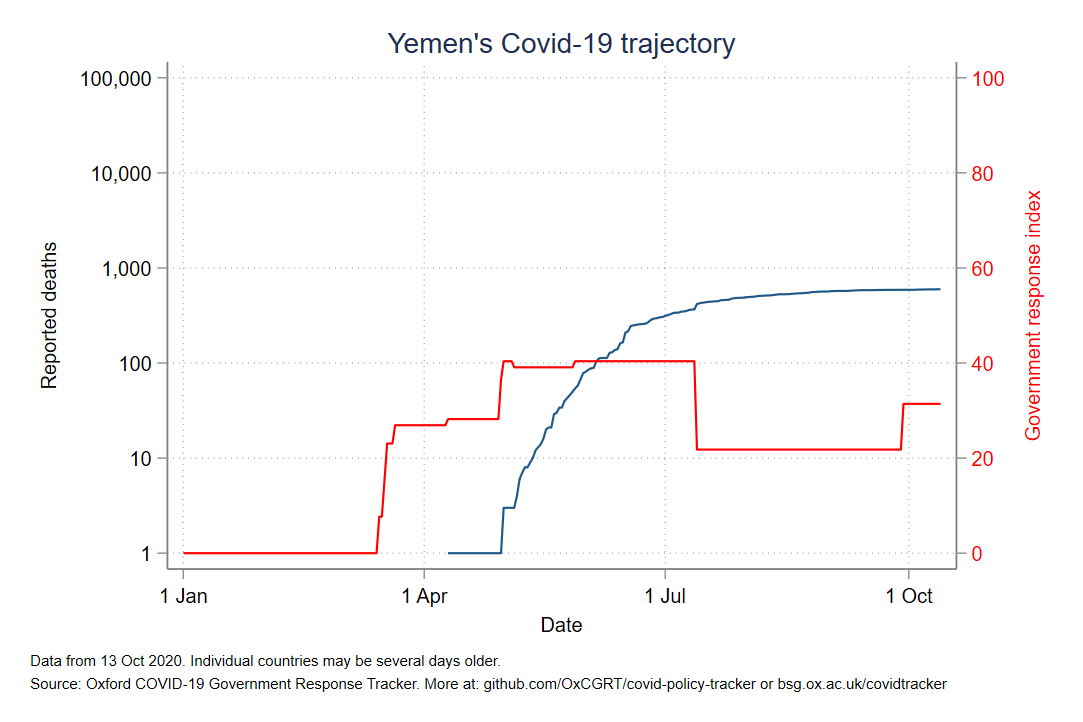 Yemen's Covid-19 trajectory
100,000
10,000
1,000
100
10
1
Reported deaths
100
80
60
40
20
0
Government response index
1 Jan
1 Apr
1 Jul
1 Oct
Date
Data from 13 Oct 2020. Individual countries may be several days older.
Source: Oxford COVID-19 Government Response Tracker. More at: github.com/OxCGRT/covid-policy-tracker or bsg.ox.ac.uk/covidtracker